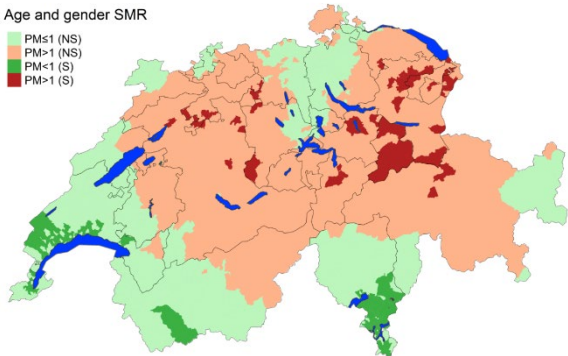 Age and gender SMR
PM≤1 (NS)
PM>1 (NS)
PM<1 (S)
PM>1 (S)